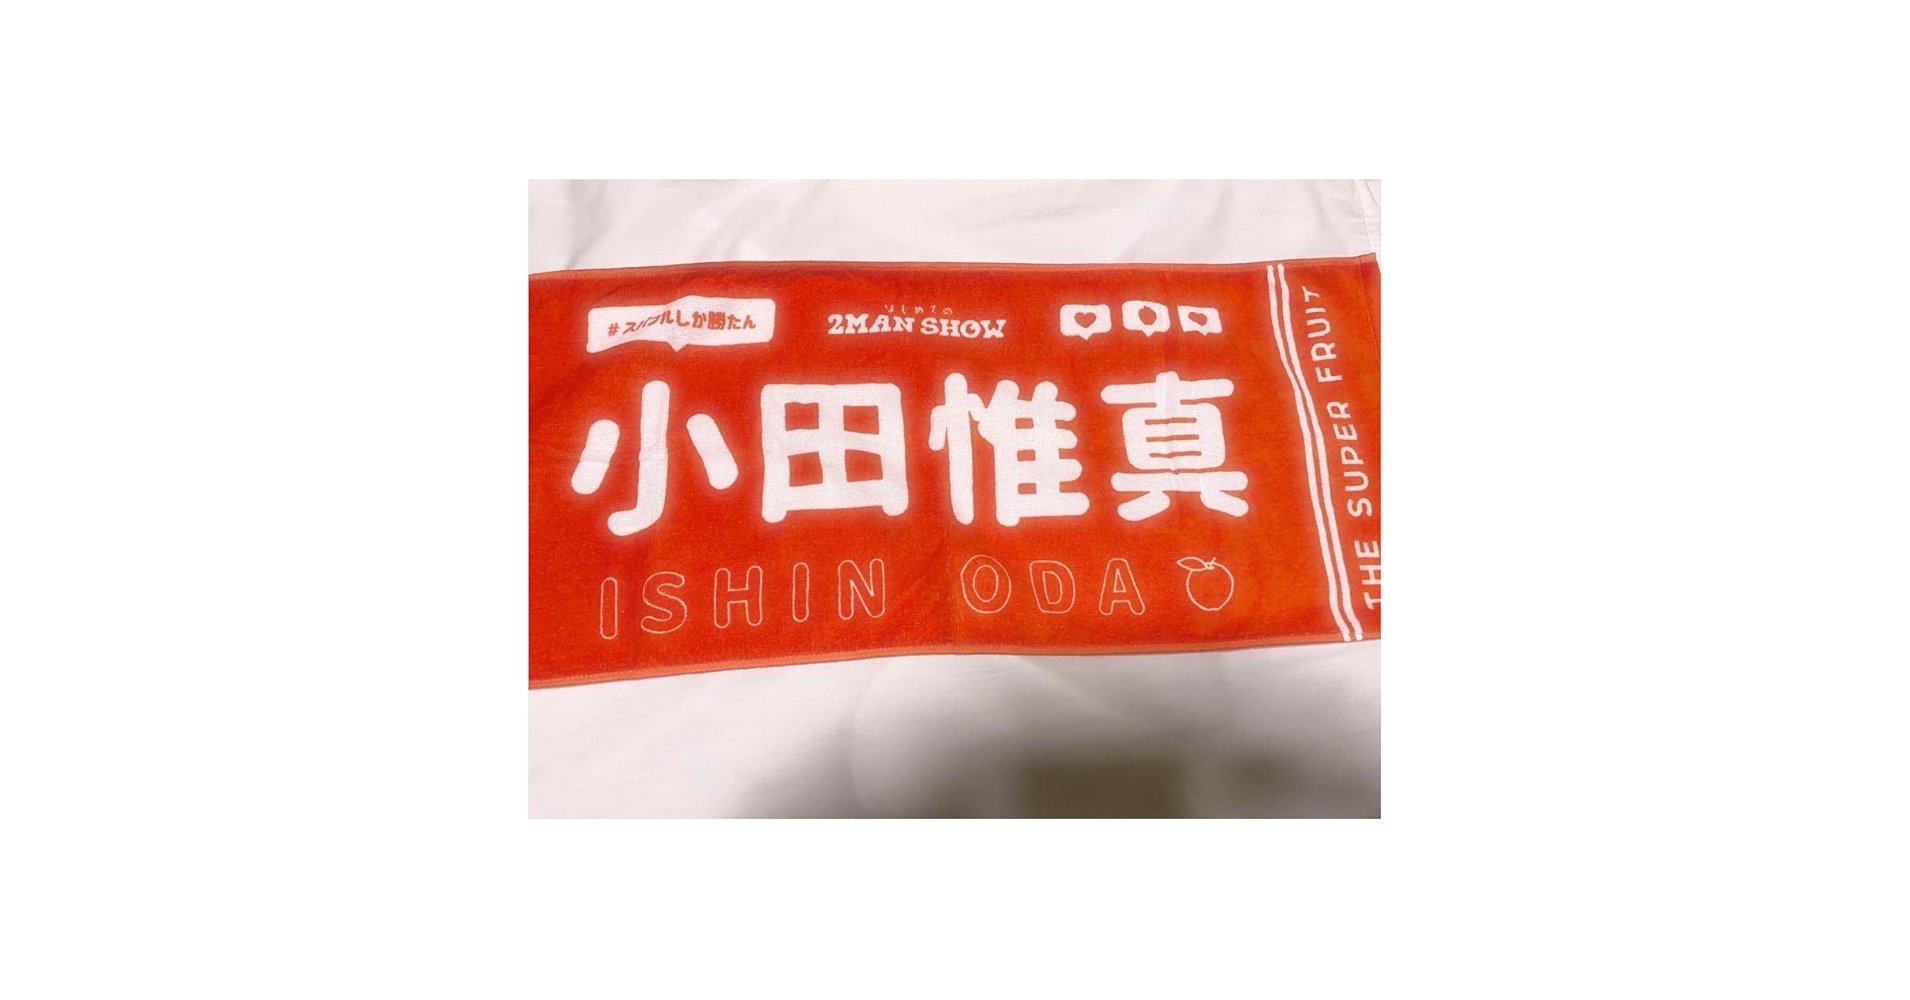 #スパフルしか勝たん
はじめての
2MAN SHOW
小田惟真
ISHIN ODA
THE SUPER FRUIT